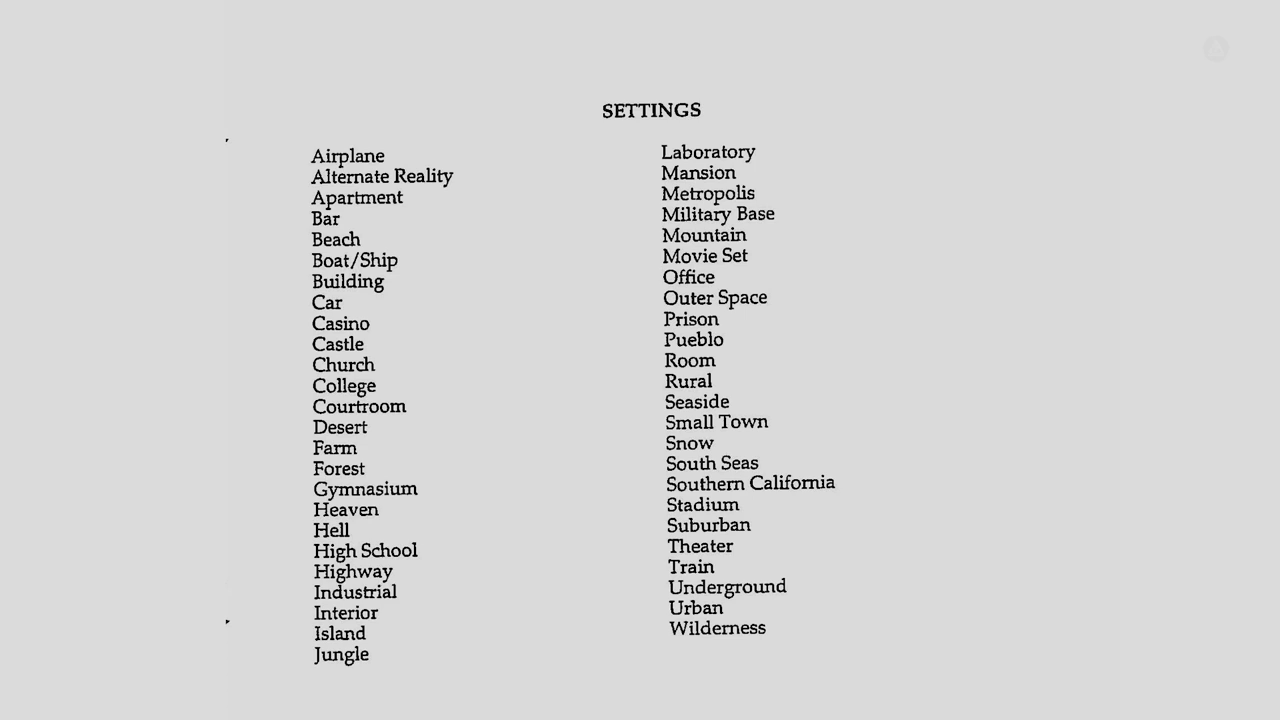 SETTINGS
Airplane
Alternate Reality
Apartment
Bar
Beach
Boat/Ship
Building
Car
Casino
Castle
Church
College
Courtroom
Desert
Farm
Forest
Gymnasium
Heaven
Hell
High School
Highway
Industrial
Interior
Island
Jungle
Laboratory
Mansion
Metropolis
Military Base
Mountain
Movie Set
Office
Outer Space
Prison
Pueblo
Room
Rural
Seaside
Small Town
Snow
South Seas
Southern California
Stadium
Suburban
Theater
Train
Underground
Urban
Wilderness